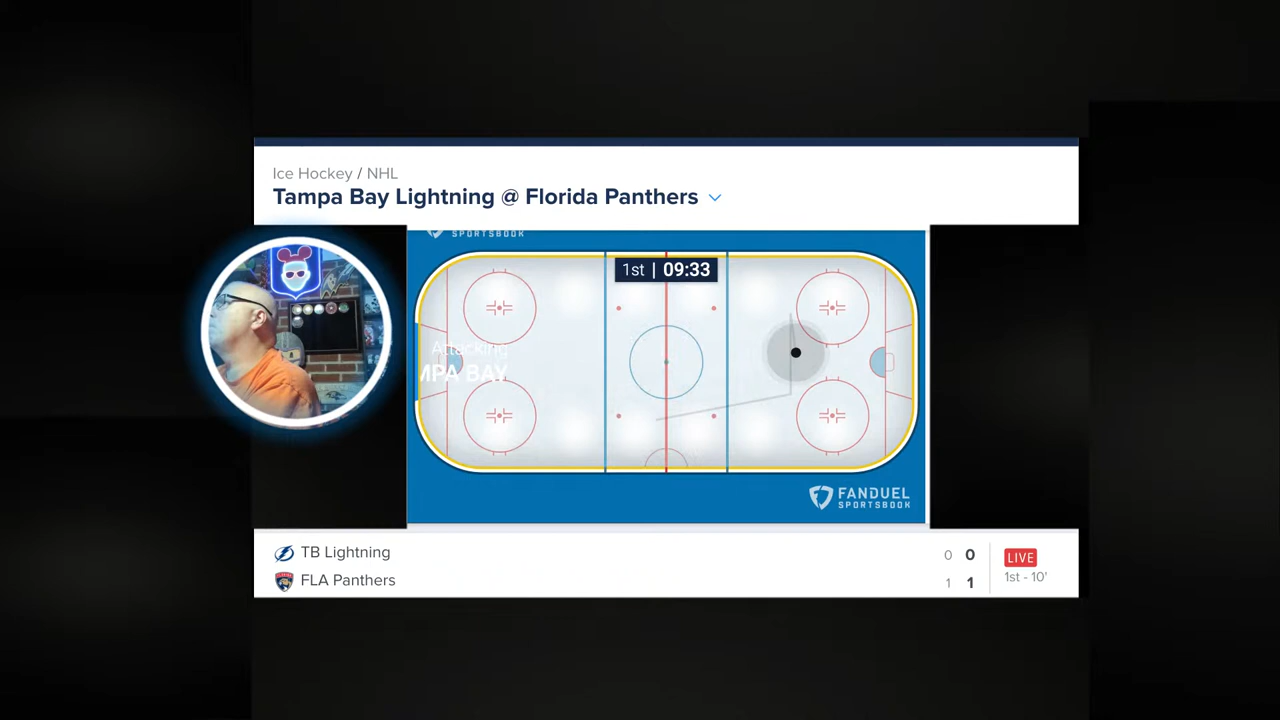 Ice Hockey / NHL
Tampa Bay Lightning @ Florida Panthers
SPORTSBOOK
1st | 09:33
Attacking
MPA BAY
FANDUEL
SPORTSBOOK
TB Lightning 0 0
FLA Panthers 1 1
LIVE
1st - 10'